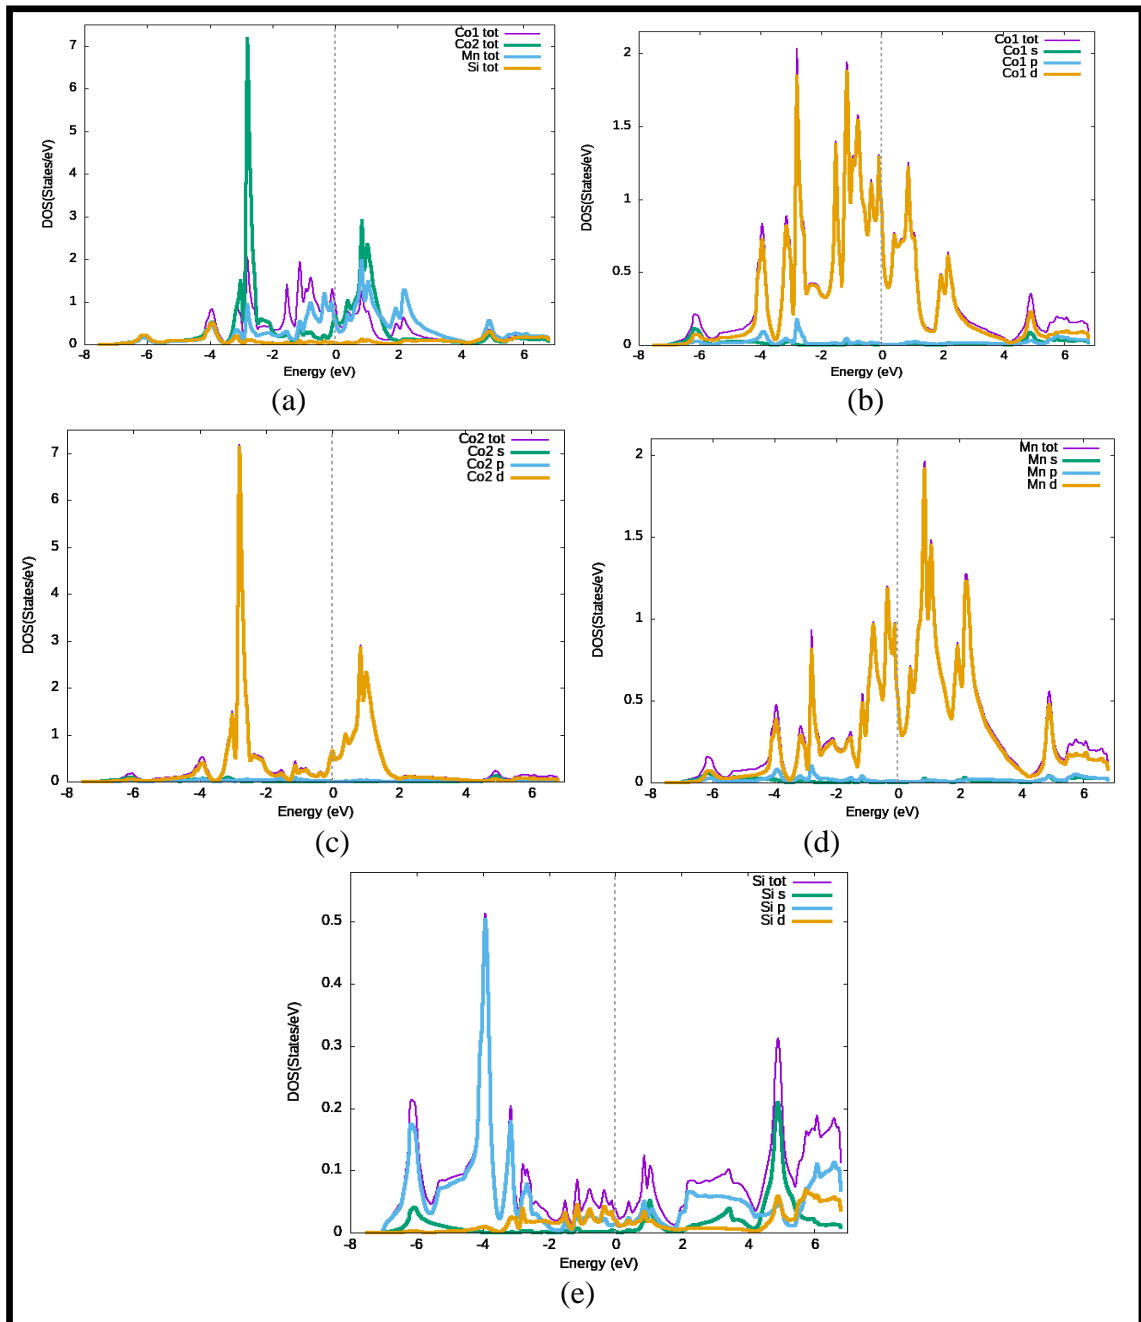 Co1 tot
Co2 tot
Mn tot
Si tot
DOS(States/eV)
7
6
5
4
3
2
1
0
-8 -6 -4 -2 0 2 4 6
Energy (eV)
(a)
Co1 tot
Co1 s
Co1 p
Co1 d
DOS(States/eV)
2
1.5
1
0.5
0
-8 -6 -4 -2 0 2 4 6
Energy (eV)
(b)
Co2 tot
Co2 s
Co2 p
Co2 d
DOS(States/eV)
7
6
5
4
3
2
1
0
-8 -6 -4 -2 0 2 4 6
Energy (eV)
(c)
Mn tot
Mn s
Mn p
Mn d
DOS(States/eV)
2
1.5
1
0.5
0
-8 -6 -4 -2 0 2 4 6
Energy (eV)
(d)
Si tot
Si s
Si p
Si d
DOS(States/eV)
0.5
0.4
0.3
0.2
0.1
0
-8 -6 -4 -2 0 2 4 6
Energy (eV)
(e)